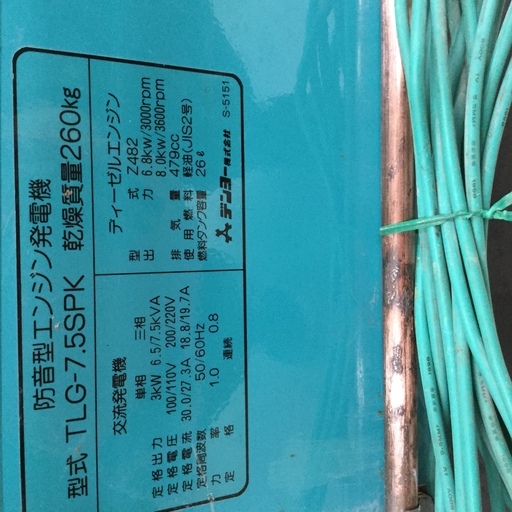 防音型エンジン発電機
型式 TLG-7.5SPK 乾燥質量260kg
交流発電機
単相 三相
定格出力 3KW 6.5/7.5KVA
定格電圧 100/110V 200/220V
定格電流 30.0/27.3A 18.8/19.7A
定格周波数 50/60Hz
力率 1.0 0.8
定格 連続
ディーゼルエンジン
型式 Z482
出力 6.8kW/3000rpm
8.0kW/3600rpm
排気量 479cc
使用燃料 軽油(JIS2号)
燃料タンク容量 26ℓ
デンヨー株式会社
S-5151